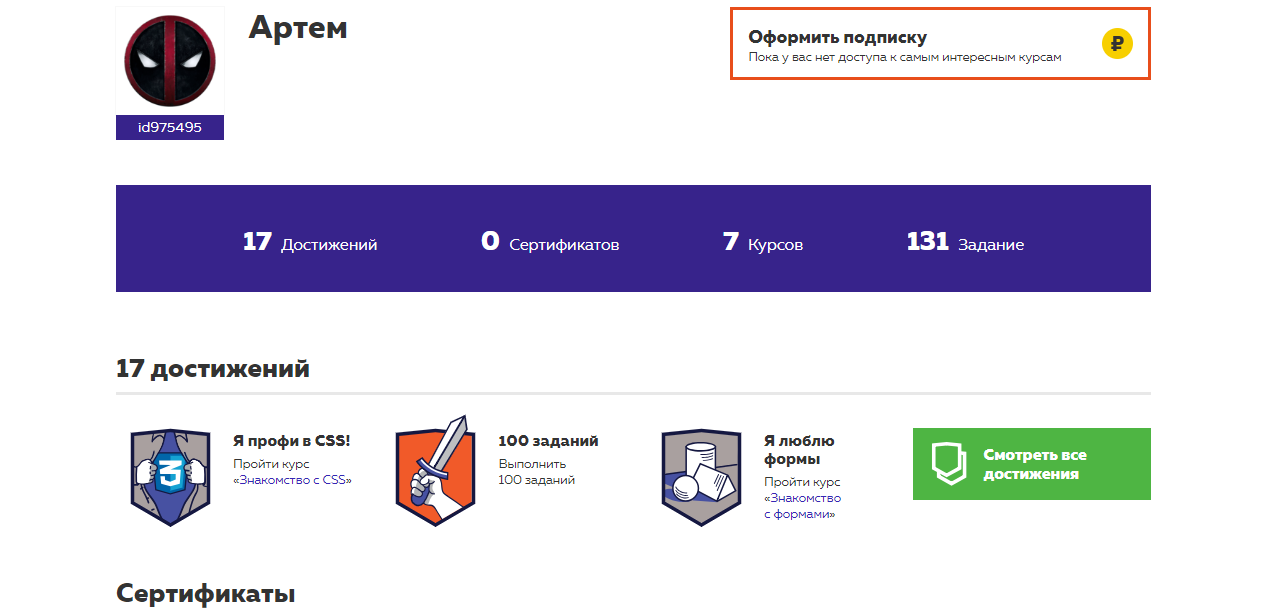 Артем
Оформить подписку
Пока у вас нет доступа к самым интересным курсам
₽
id975495
17 Достижений
0 Сертификатов
7 Курсов
131 Задание
17 достижений
3
Я профи в CSS!
Пройти курс
«Знакомство с CSS»
100 заданий
Выполнить
100 заданий
Я люблю
формы
Пройти курс
«Знакомство
с формами»
Смотреть все
достижения
Сертификаты